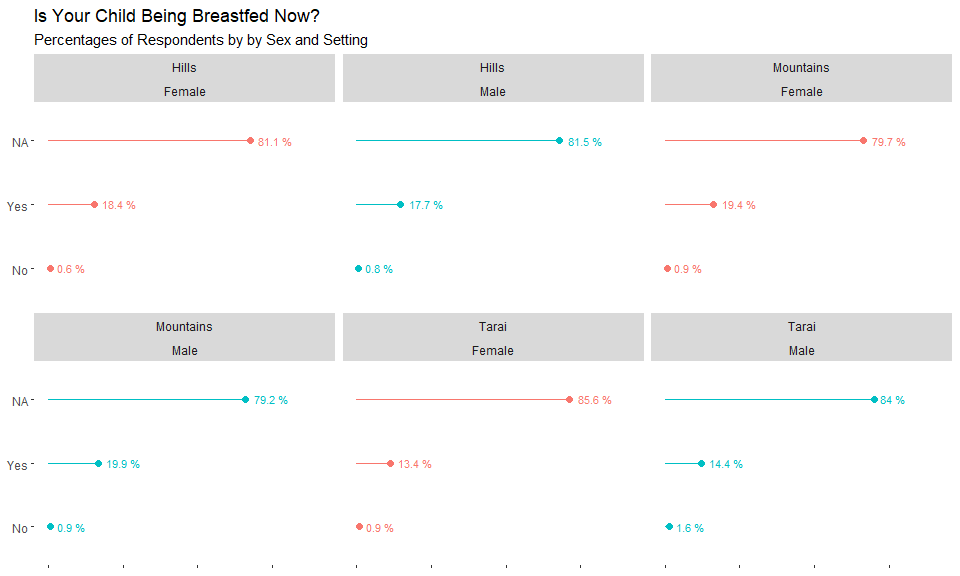 Is Your Child Being Breastfed Now?
Percentages of Respondents by by Sex and Setting
Hills
Female
Hills
Male
Mountains
Female
NA
81.1 %
81.5 %
79.7 %
Yes
18.4 %
17.7 %
19.4 %
No
0.6 %
0.8 %
0.9 %
Mountains
Male
Tarai
Female
Tarai
Male
NA
79.2 %
85.6 %
84 %
Yes
19.9 %
13.4 %
14.4 %
No
0.9 %
0.9 %
1.6 %